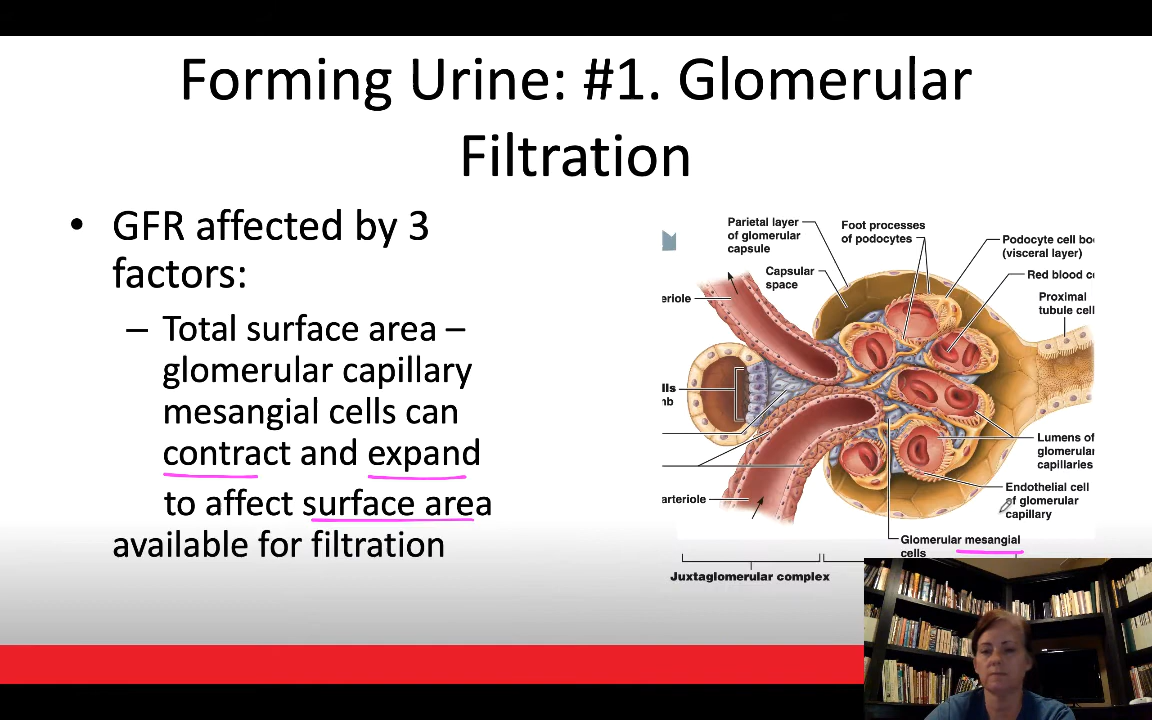 Forming Urine: #1. Glomerular
Filtration
• GFR affected by 3
factors:
– Total surface area –
glomerular capillary
mesangial cells can
contract and expand
to affect surface area
available for filtration
Parietal layer
of glomerular
capsule
Foot processes
of podocytes
Podocyte cell bo
(visceral layer)
Capsular
space
Red blood c
eriole
Proximal
tubule cell
lls
nb
Lumens of
glomerular
capillaries
arteriole
Endothelial cell
of glomerular
capillary
Glomerular mesangial
cells
Juxtaglomerular complex